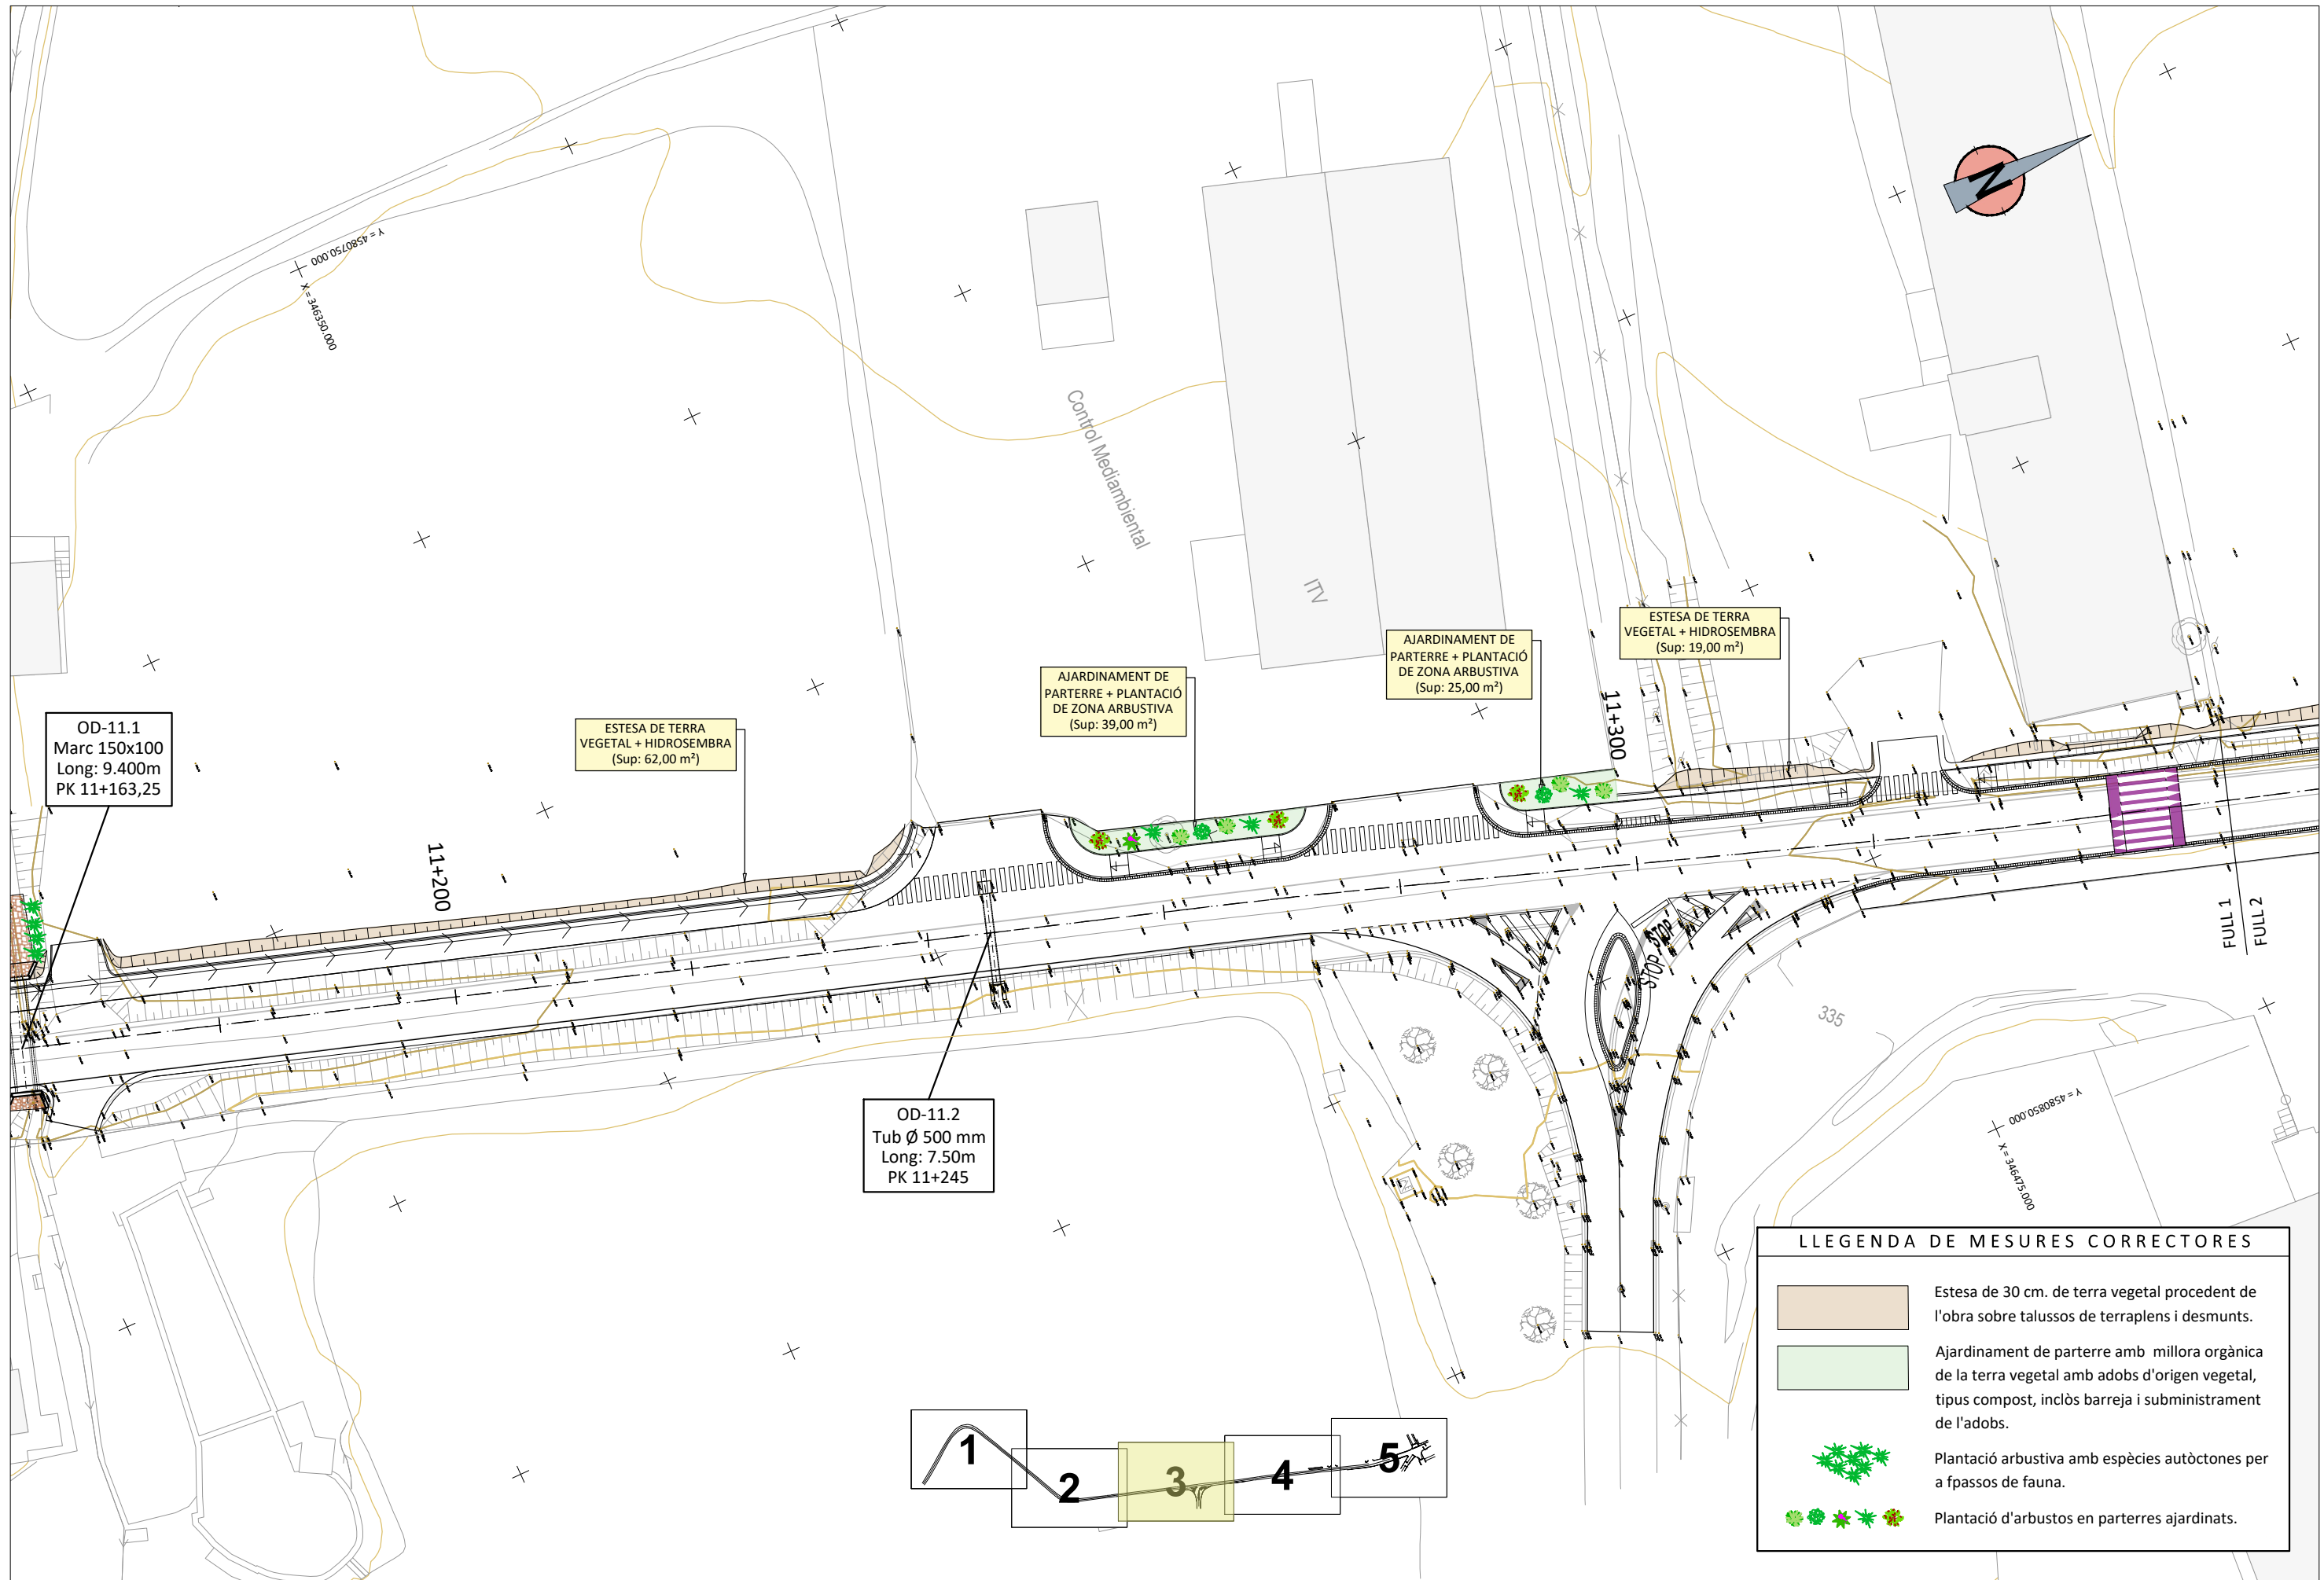 N
Y = 4580750.000
X = 346350.000
Control Mediambiental
ITV
ESTESA DE TERRA
VEGETAL + HIDROSEMBRA
(Sup: 19,00 m²)
AJARDINAMENT DE
PARTERRE + PLANTACIÓ
DE ZONA ARBUSTIVA
(Sup: 25,00 m²)
AJARDINAMENT DE
PARTERRE + PLANTACIÓ
DE ZONA ARBUSTIVA
(Sup: 39,00 m²)
ESTESA DE TERRA
VEGETAL + HIDROSEMBRA
(Sup: 62,00 m²)
OD-11.1
Marc 150x100
Long: 9.400m
PK 11+163,25
11+200
11+300
STOP
STOP
FULL 1
FULL 2
335
OD-11.2
Tub Ø 500 mm
Long: 7.50m
PK 11+245
Y = 4580850.000
X = 346475.000
LLEGENDA DE MESURES CORRECTORES
Estesa de 30 cm. de terra vegetal procedent de
l'obra sobre talussos de terraplens i desmunts.
Ajardinament de parterre amb millora orgànica
de la terra vegetal amb adobs d'origen vegetal,
tipus compost, inclòs barreja i subministrament
de l'adobs.
Plantació arbustiva amb espècies autòctones per
a fpassos de fauna.
Plantació d'arbustos en parterres ajardinats.
1
2
3
4
5